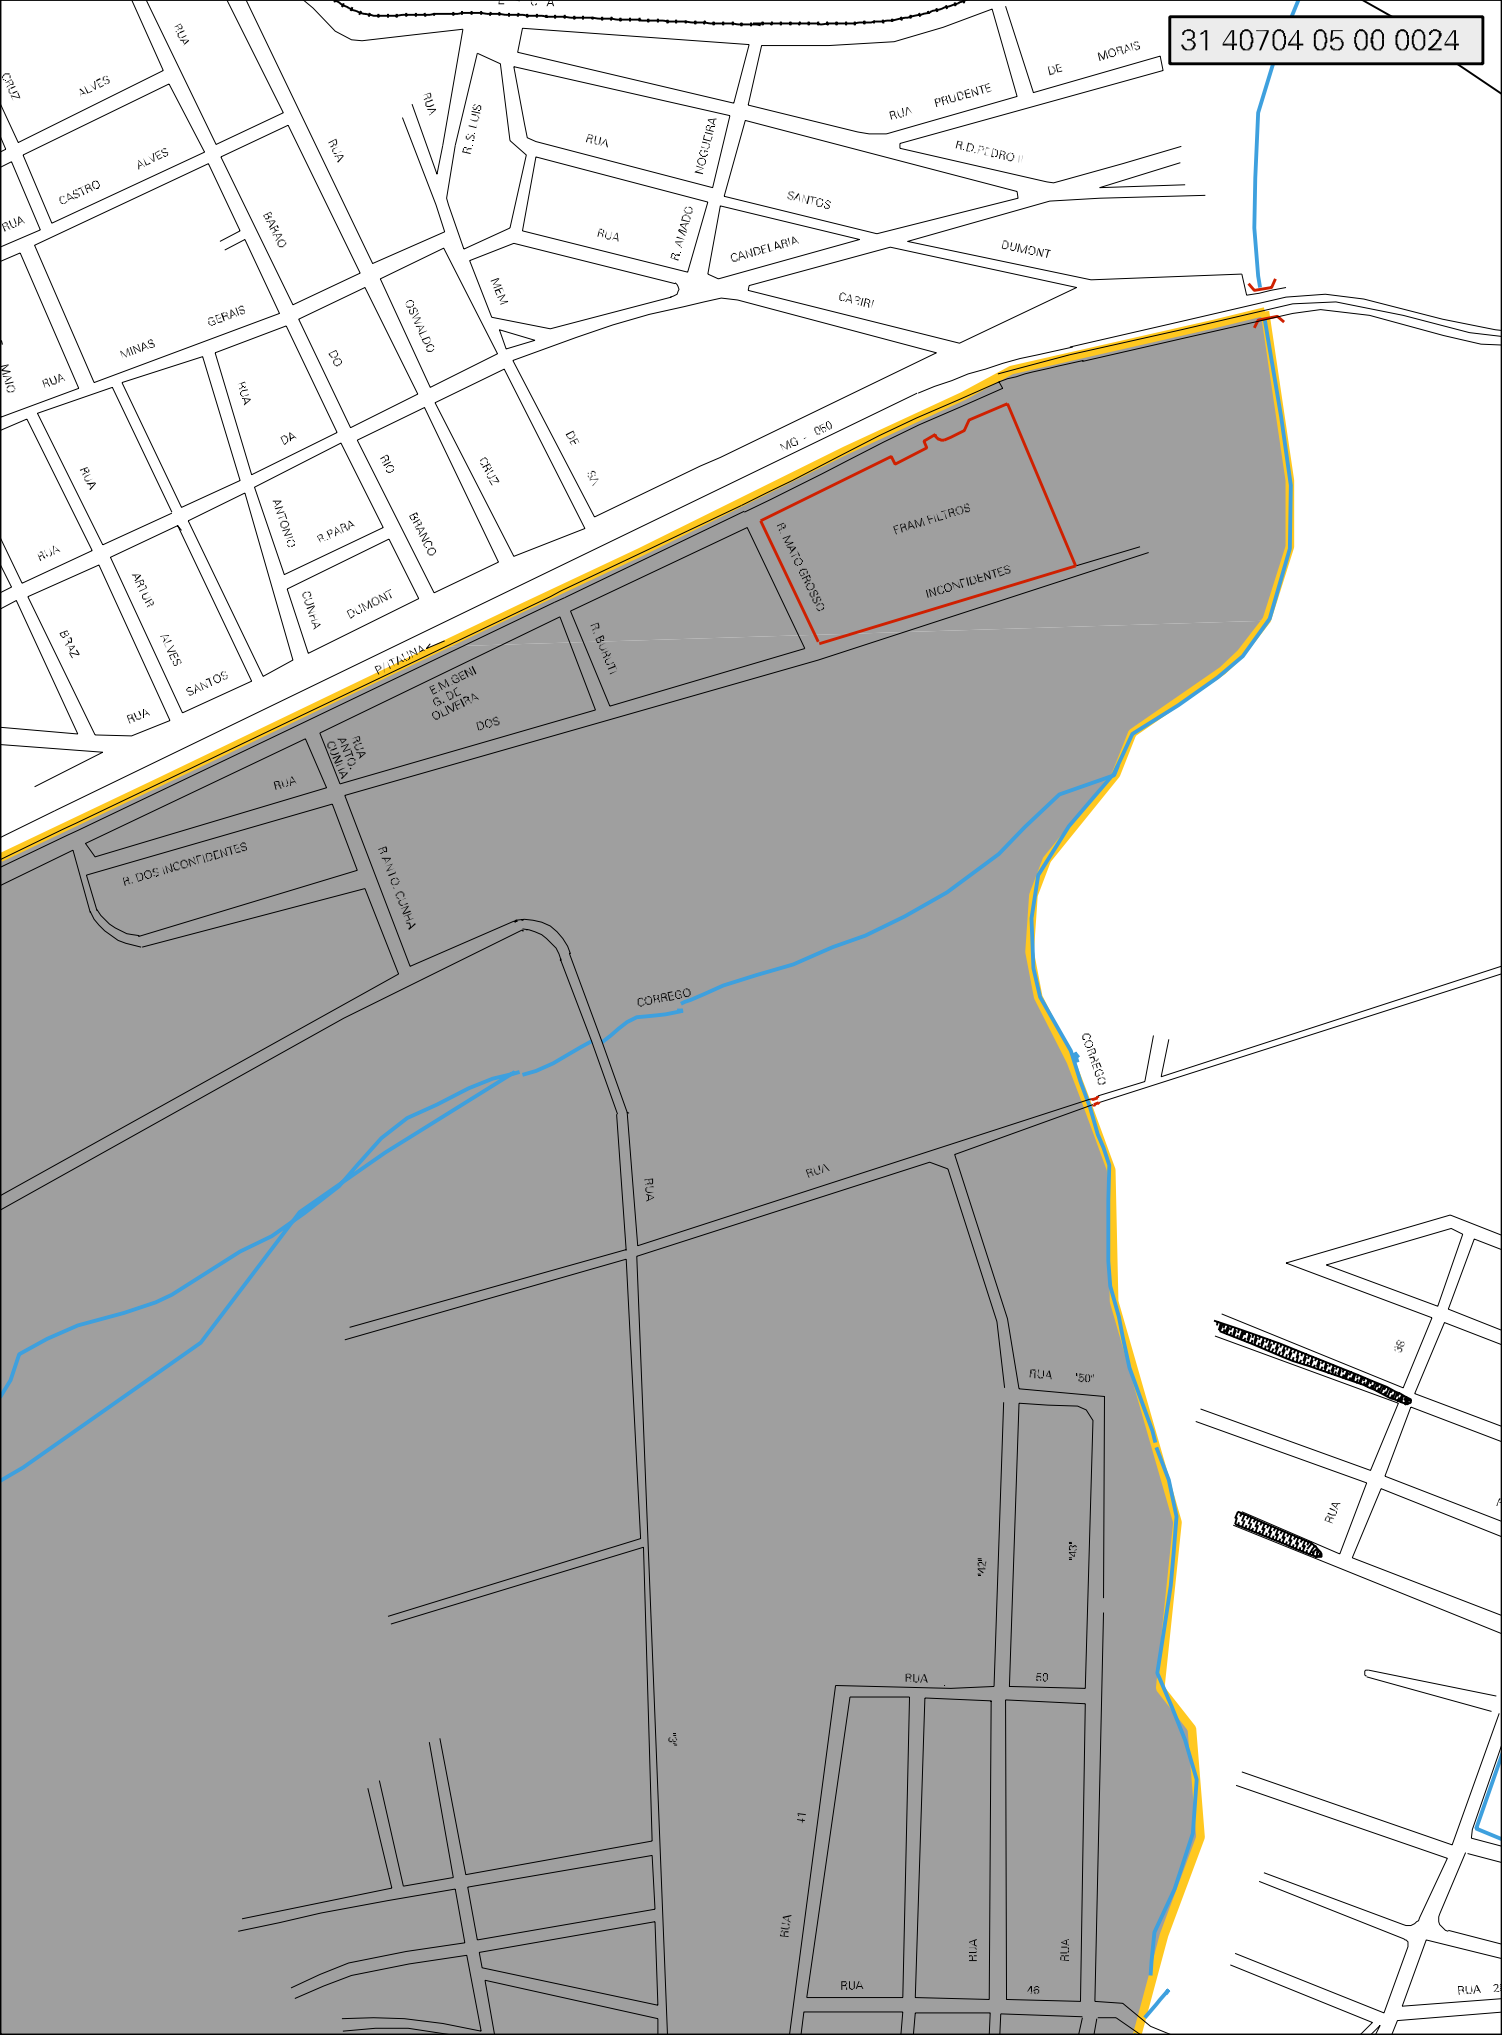 31 40704 05 00 0024
RUA
CRUZ
ALVES
RUA
RUA
R. S. LUIS
RUA
NOGUEIRA
RUA
PRUDENTE
DE
MORAIS
R.D.PEDRO II
CASTRO
ALVES
RUA
BARAO
RUA
R. AMADO
SANTOS
CANDELARIA
DUMONT
CARIRI
MEM
OSWALDO
GERAIS
MINAS
DO
MAIO
RUA
RUA
DA
RIO
CRUZ
DE
SA
MG - 050
RUA
ANTONIO
R.PARA
BRANCO
RUA
ARTUR
CUNHA
DUMONT
BRAZ
ALVES
SANTOS
RUA
FRAM FILTROS
R. MATO GROSSO
INCONFIDENTES
E.M.GENI
G. DE
OLIVEIRA
DOS
RUA
ANTO.
CUNHA
RUA
R. DOS INCONFIDENTES
R.ANTO. CUNHA
CORREGO
CORREGO
RUA
RUA
RUA
"50"
36
RUA
"42"
"43"
RUA
50
"3"
41
RUA
RUA
RUA
RUA
46
RUA